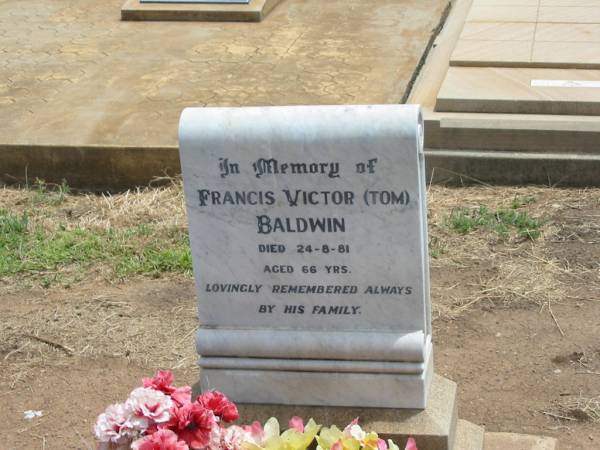 In Memory of
FRANCIS VICTOR (TOM)
BALDWIN
DIED 24-8-81
AGED 66 YRS.
LOVINGLY REMEMBERED ALWAYS
BY HIS FAMILY.